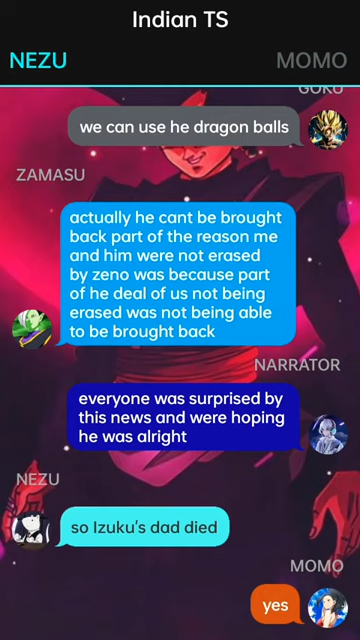 Indian TS
NEZU
MOMO
GOKU
we can use he dragon balls
ZAMASU
actually he cant be brought
back part of the reason me
and him were not erased
by zeno was because part
of he deal of us not being
erased was not being able
to be brought back
NARRATOR
everyone was surprised by
this news and were hoping
he was alright
NEZU
so Izuku's dad died
MOMO
yes